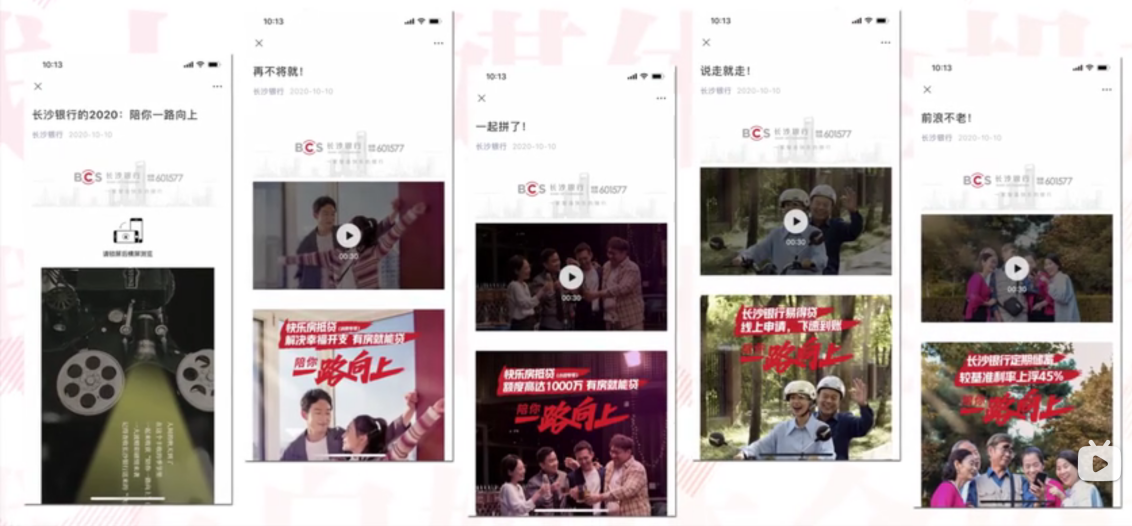 10:13
长沙银行的2020：陪你一路向上
长沙银行 2020-10-10
BCS 长沙银行 601577
请锁屏后横屏浏览
10:13
再不将就！
长沙银行 2020-10-10
BCS 长沙银行 601577
00:30
快乐房抵贷
解决幸福开支 有房就能贷
陪你
一路向上
10:13
一起拼了！
长沙银行 2020-10-10
BCS 长沙银行 601577
00:30
快乐房抵贷
额度高达1000万 有房就能贷
陪你
一路向上
10:13
说走就走！
长沙银行 2020-10-10
BCS 长沙银行 601577
00:30
长沙银行易得贷
线上申请，飞速到账
陪你
一路向上
10:13
前浪不老！
长沙银行 2020-10-10
BCS 长沙银行 601577
00:30
长沙银行定期储蓄
较基准利率上浮45%
陪你
一路向上